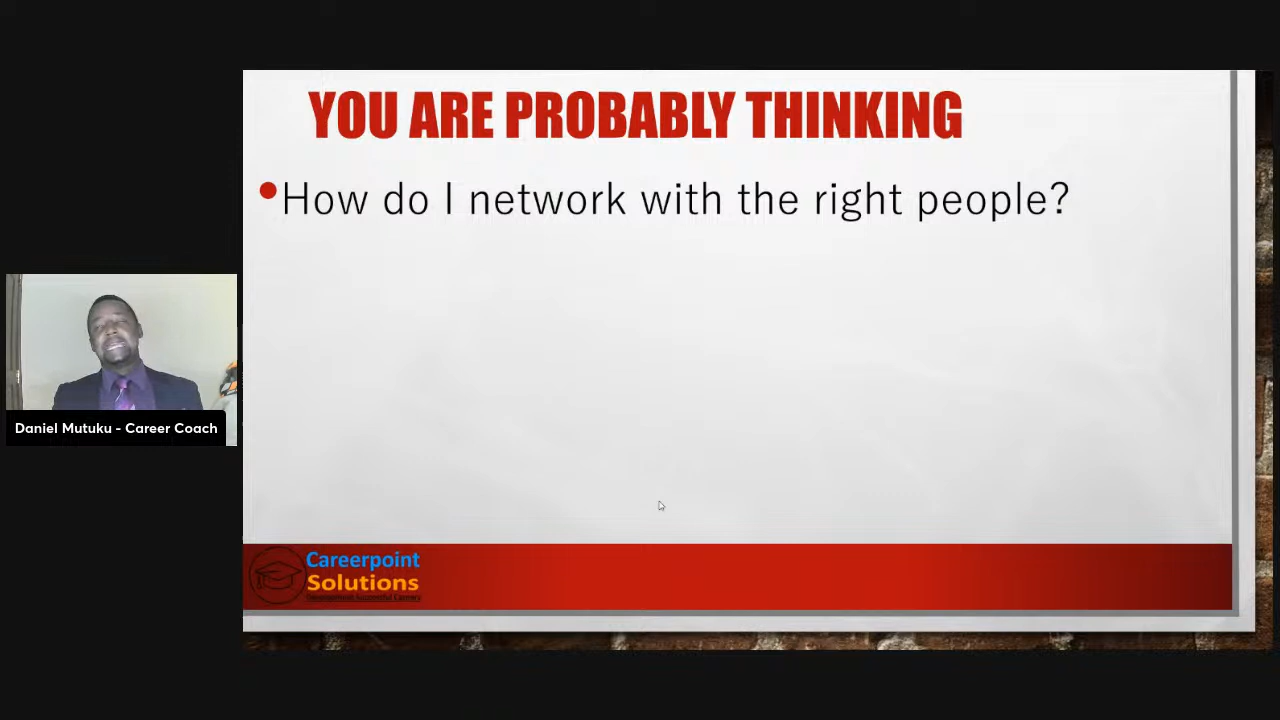 YOU ARE PROBABLY THINKING
•How do I network with the right people?
Daniel Mutuku - Career Coach
Careerpoint
Solutions